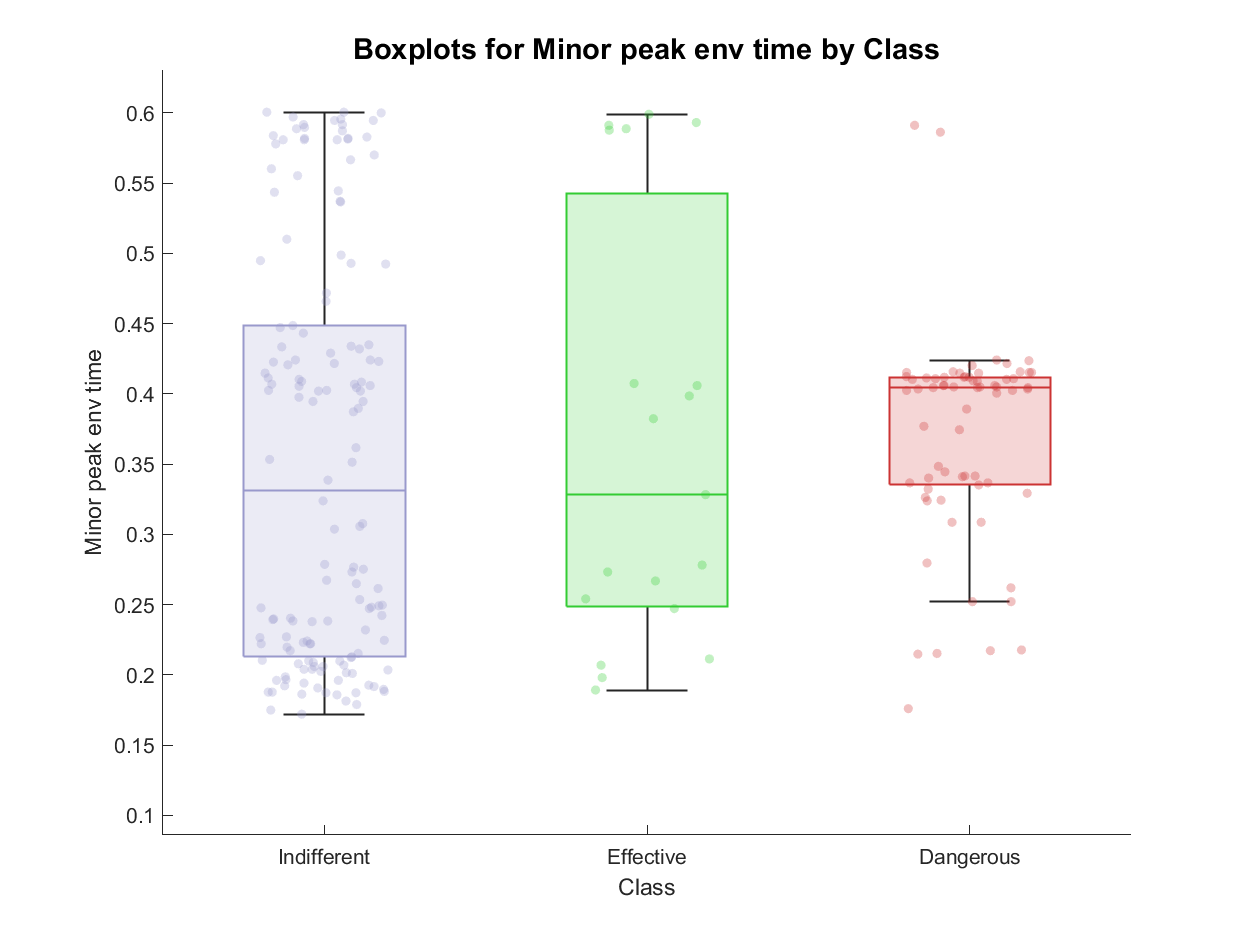 Boxplots for Minor peak env time by Class
Minor peak env time
0.6
0.55
0.5
0.45
0.4
0.35
0.3
0.25
0.2
0.15
0.1
Indifferent Effective Dangerous
Class